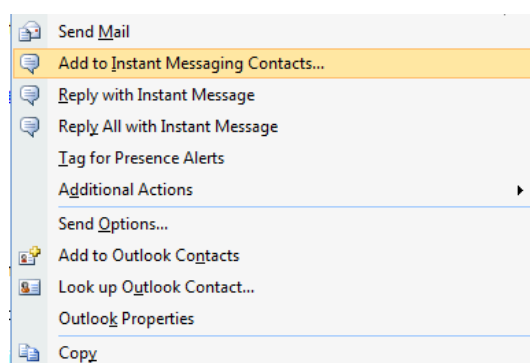 Send Mail
Add to Instant Messaging Contacts...
Reply with Instant Message
Reply All with Instant Message
Tag for Presence Alerts
Additional Actions
Send Options...
Add to Outlook Contacts
Look up Outlook Contact...
Outlook Properties
Copy